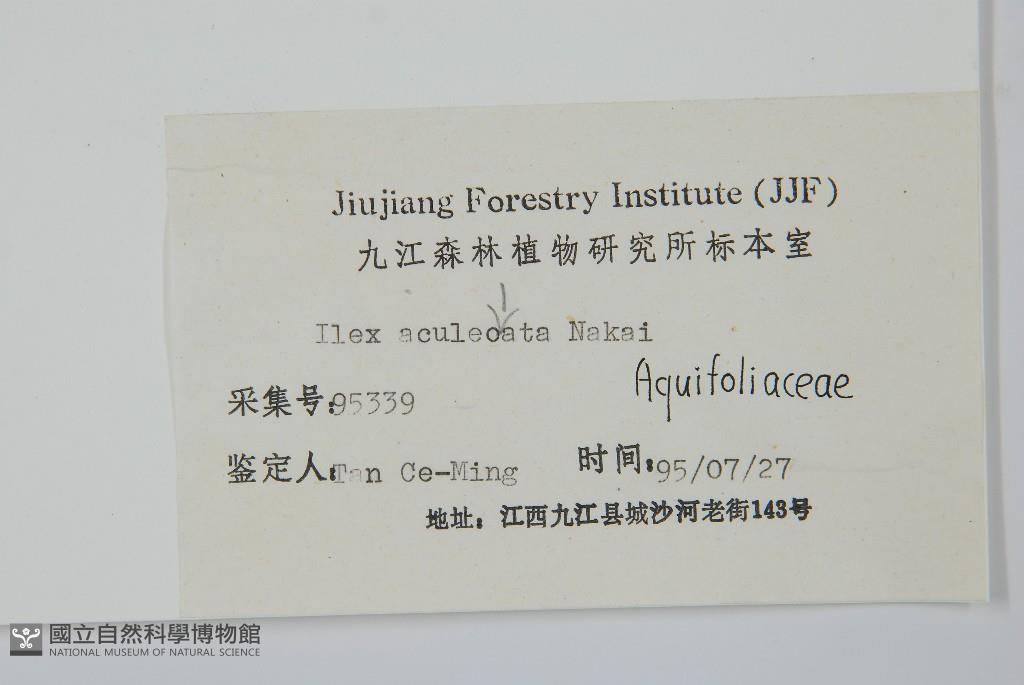 Jiujiang Forestry Institute (JJF)
九江森林植物研究所标本室
Ilex aculeoata Nakai
Aquifoliaceae
采集号:95339
鉴定人:Tan Ce-Ming 时间:95/07/27
地址: 江西九江县城沙河老街143号
國立自然科學博物館
NATIONAL MUSEUM OF NATURAL SCIENCE